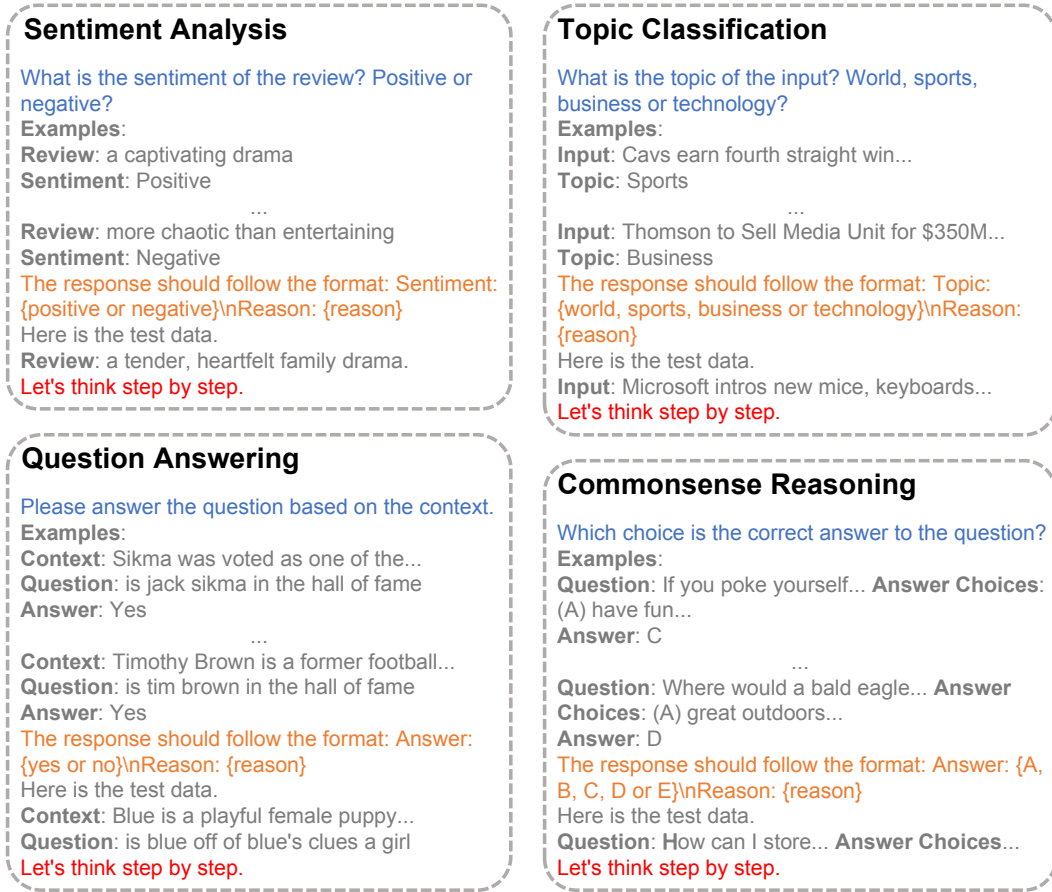 Sentiment Analysis
What is the sentiment of the review? Positive or
negative?
Examples:
Review: a captivating drama
Sentiment: Positive
...
Review: more chaotic than entertaining
Sentiment: Negative
The response should follow the format: Sentiment:
{positive or negative}\nReason: {reason}
Here is the test data.
Review: a tender, heartfelt family drama.
Let's think step by step.
Topic Classification
What is the topic of the input? World, sports,
business or technology?
Examples:
Input: Cavs earn fourth straight win...
Topic: Sports
...
Input: Thomson to Sell Media Unit for $350M...
Topic: Business
The response should follow the format: Topic:
{world, sports, business or technology}\nReason:
{reason}
Here is the test data.
Input: Microsoft intros new mice, keyboards...
Let's think step by step.
Question Answering
Please answer the question based on the context.
Examples:
Context: Sikma was voted as one of the...
Question: is jack sikma in the hall of fame
Answer: Yes
...
Context: Timothy Brown is a former football...
Question: is tim brown in the hall of fame
Answer: Yes
The response should follow the format: Answer:
{yes or no}\nReason: {reason}
Here is the test data.
Context: Blue is a playful female puppy...
Question: is blue off of blue's clues a girl
Let's think step by step.
Commonsense Reasoning
Which choice is the correct answer to the question?
Examples:
Question: If you poke yourself... Answer Choices:
(A) have fun...
Answer: C
...
Question: Where would a bald eagle... Answer
Choices: (A) great outdoors...
Answer: D
The response should follow the format: Answer: {A,
B, C, D or E}\nReason: {reason}
Here is the test data.
Question: How can I store... Answer Choices...
Let's think step by step.